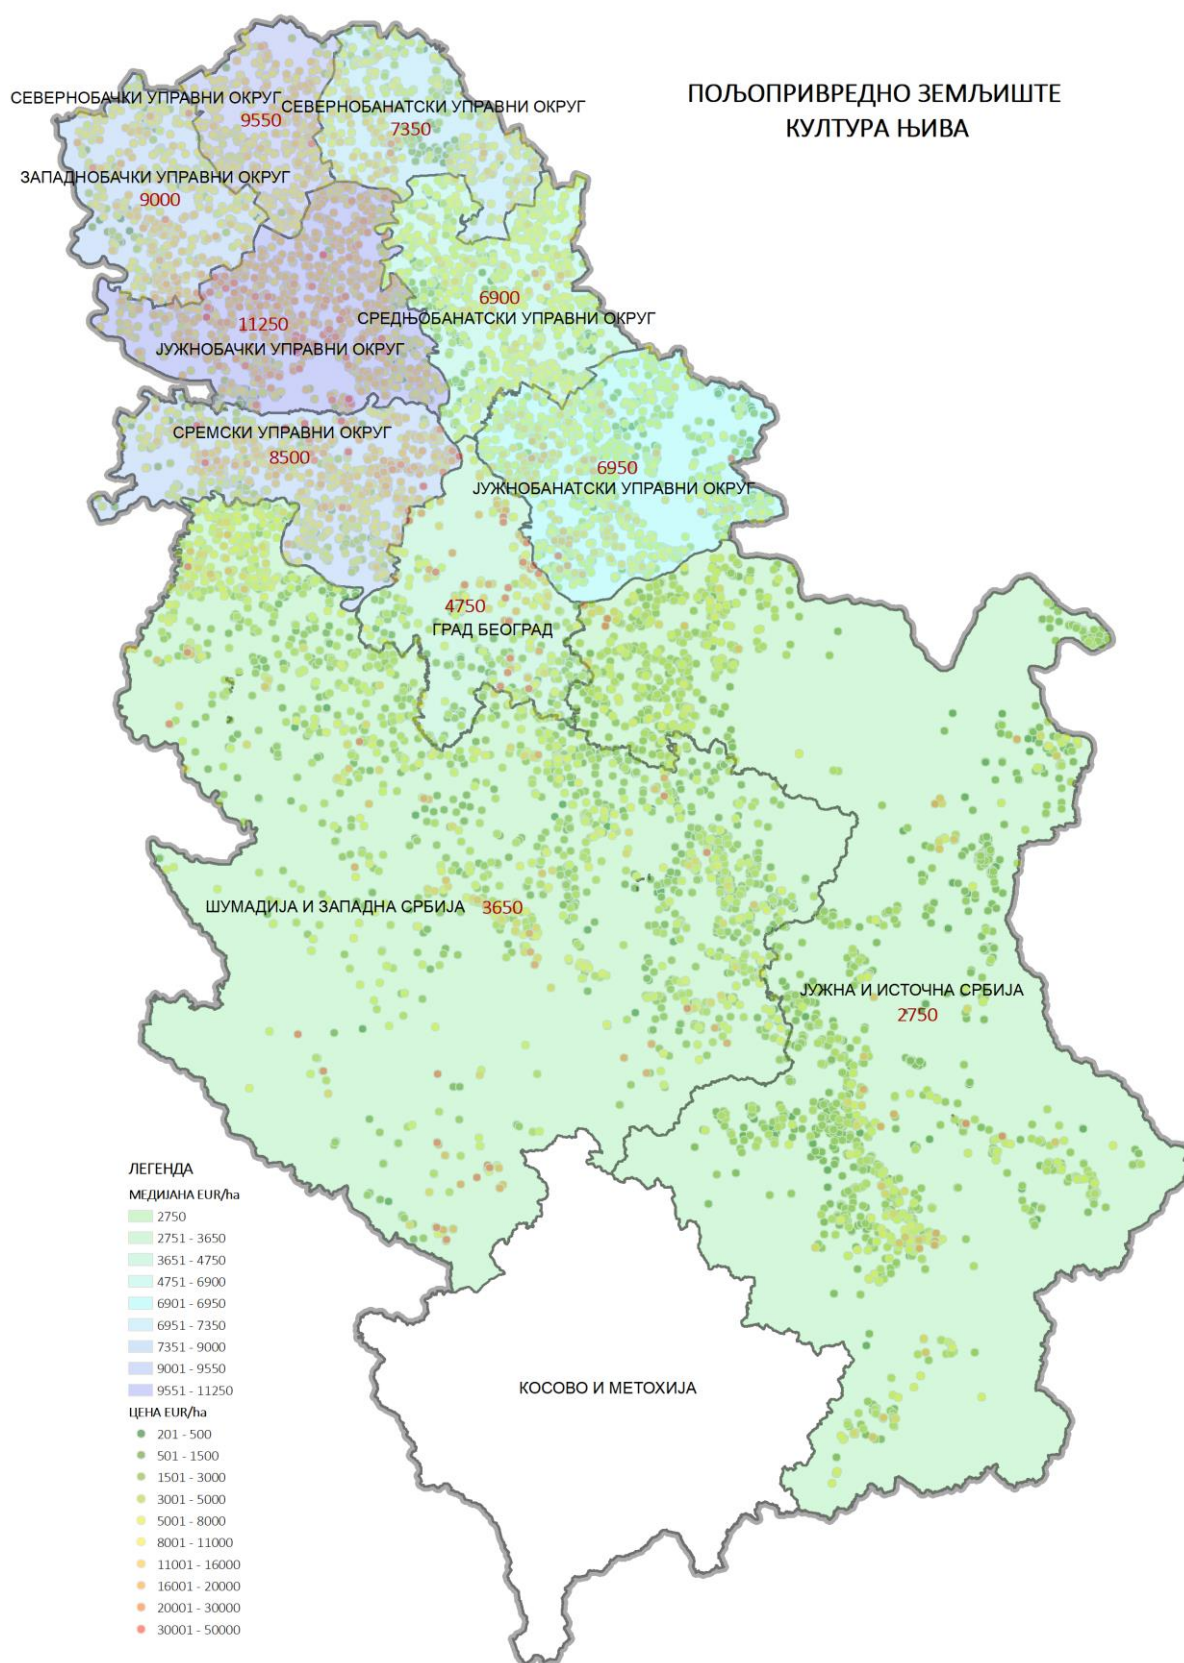 ПОЉОПРИВРЕДНО ЗЕМЉИШТЕ
КУЛТУРА ЊИВА
СЕВЕРНОБАЧКИ УПРАВНИ ОКРУГ
9550
СЕВЕРНОБАНАТСКИ УПРАВНИ ОКРУГ
7350
ЗАПАДНОБАЧКИ УПРАВНИ ОКРУГ
9000
6900
СРЕДЊОБАНАТСКИ УПРАВНИ ОКРУГ
11250
ЈУЖНОБАЧКИ УПРАВНИ ОКРУГ
СРЕМСКИ УПРАВНИ ОКРУГ
8500
6950
ЈУЖНОБАНАТСКИ УПРАВНИ ОКРУГ
4750
ГРАД БЕОГРАД
ШУМАДИЈА И ЗАПАДНА СРБИЈА 3650
ЈУЖНА И ИСТОЧНА СРБИЈА
2750
КОСОВО И МЕТОХИЈА
ЛЕГЕНДА
МЕДИЈАНА EUR/ha
2750
2751 - 3650
3651 - 4750
4751 - 6900
6901 - 6950
6951 - 7350
7351 - 9000
9001 - 9550
9551 - 11250
ЦЕНА EUR/ha
201 - 500
501 - 1500
1501 - 3000
3001 - 5000
5001 - 8000
8001 - 11000
11001 - 16000
16001 - 20000
20001 - 30000
30001 - 50000